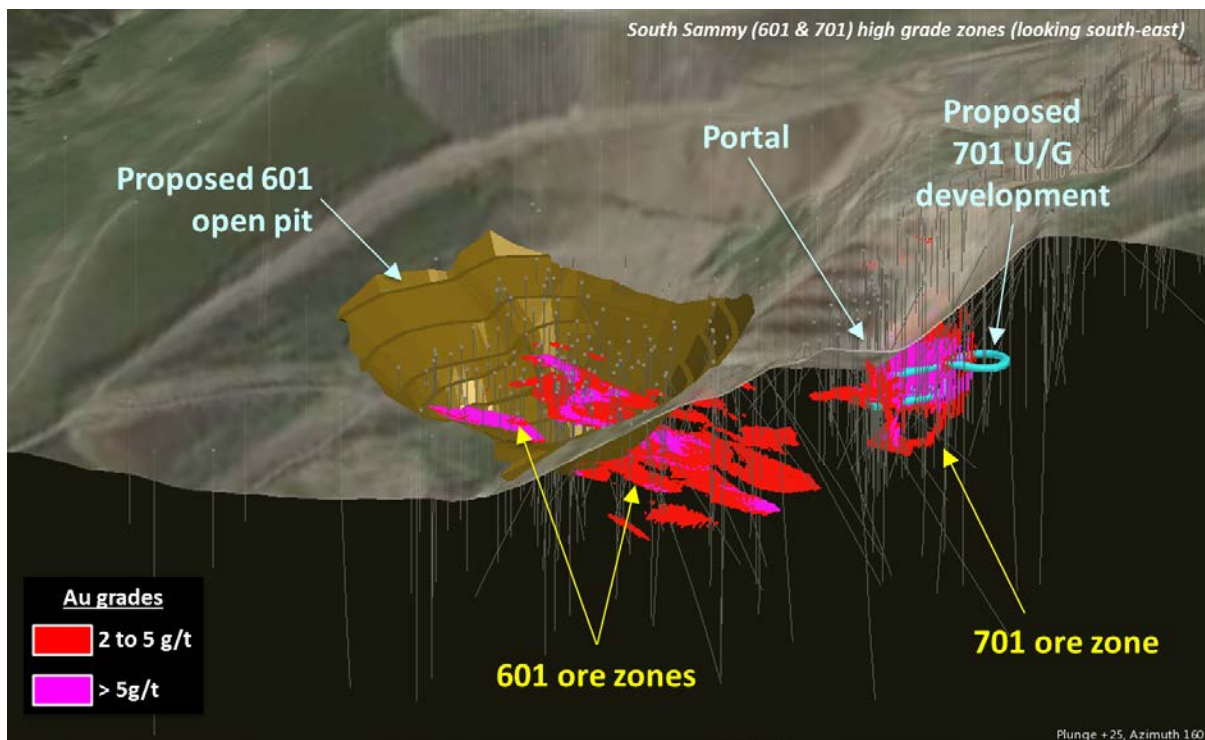 South Sammy (601 & 701) high grade zones (looking south-east)
Proposed 601
open pit
Portal
Proposed
701 U/G
development
601 ore zones
701 ore zone
Au grades
2 to 5 g/t
> 5g/t
Plunge +25, Azimuth 160